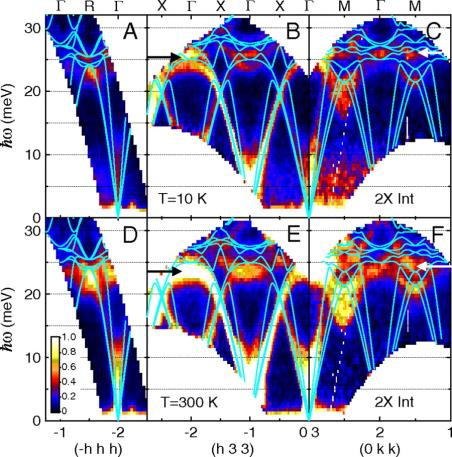 Γ R Γ X Γ X Γ X Γ M Γ M
A B C
30
20
10
0
ħω (meV)
T=10 K 2X Int
D E F
30
20
10
0
ħω (meV)
1.0
0.8
0.6
0.4
0.2
0
T=300 K 2X Int
-1 -2 -2 -1 0 3 2 1
(-h h h) (h 3 3) (0 k k)